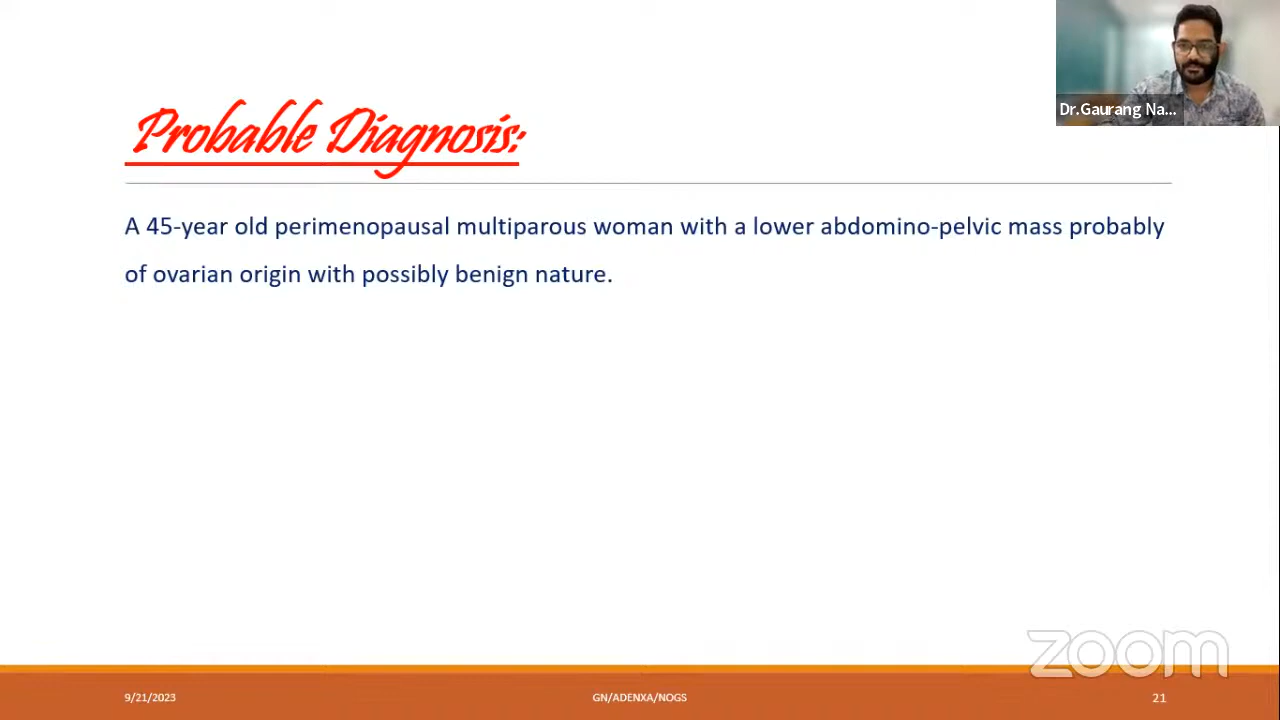 Dr.Gaurang Na...
Probable Diagnosis:
A 45-year old perimenopausal multiparous woman with a lower abdomino-pelvic mass probably
of ovarian origin with possibly benign nature.
zoom
9/21/2023
GN/ADENXA/NOGS
21